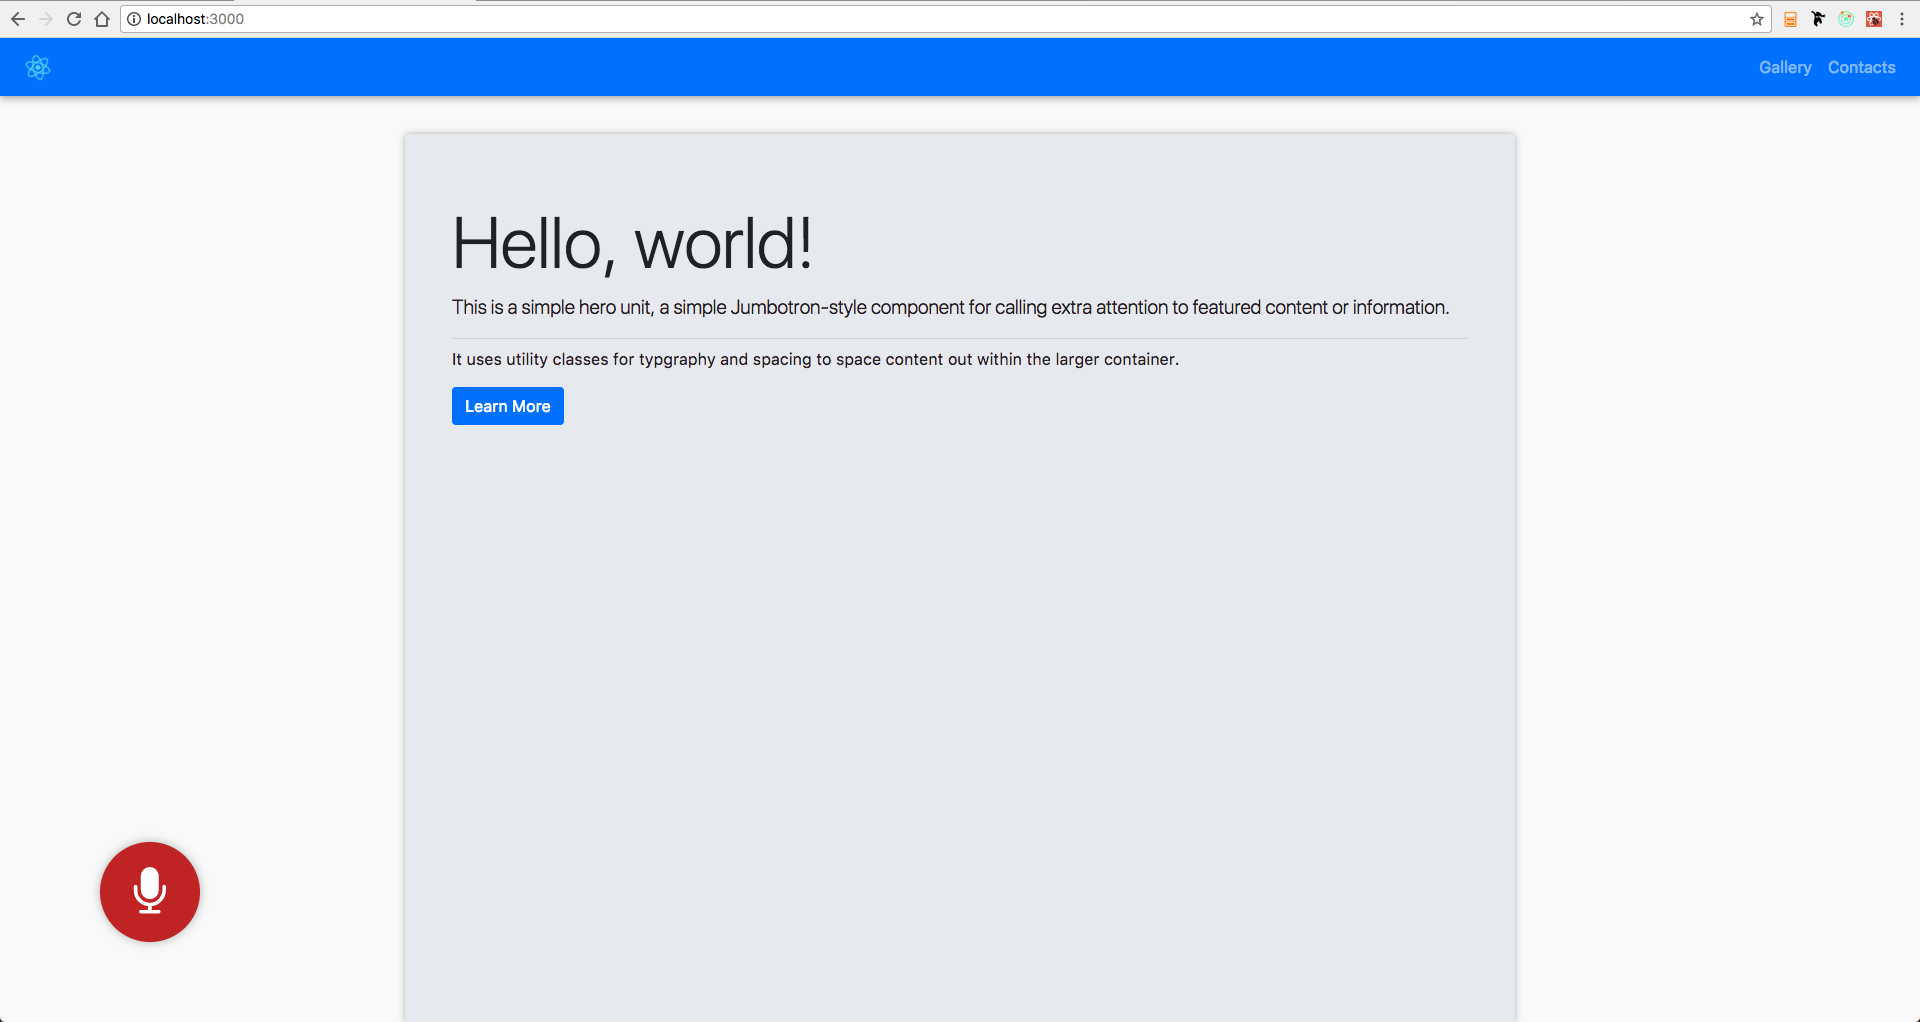 localhost:3000
Gallery Contacts
Hello, world!
This is a simple hero unit, a simple Jumbotron-style component for calling extra attention to featured content or information.
It uses utility classes for typgraphy and spacing to space content out within the larger container.
Learn More